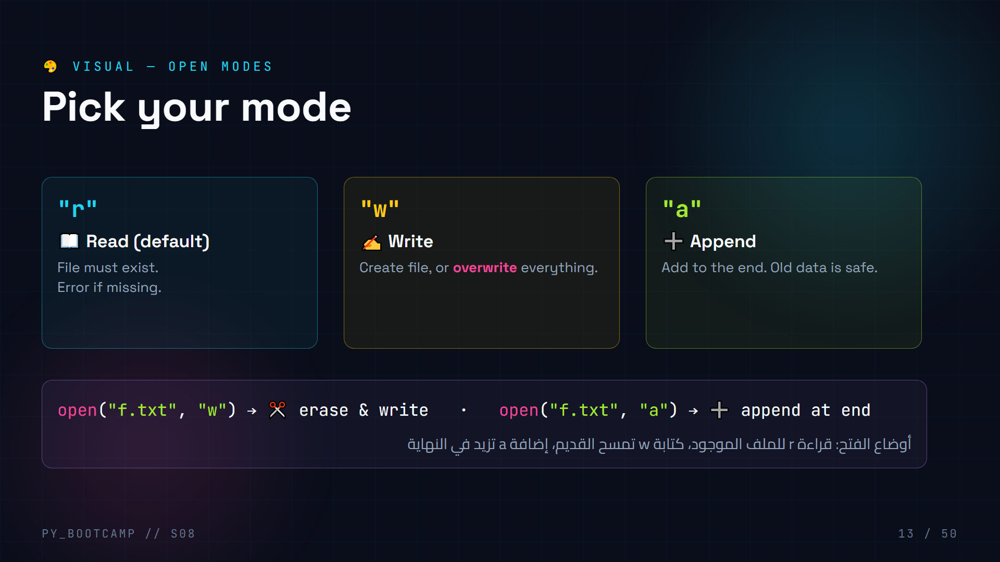 🎨 VISUAL — OPEN MODES
Pick your mode
"r"
📖 Read (default)
File must exist.
Error if missing.
"w"
✍️ Write
Create file, or overwrite everything.
"a"
➕ Append
Add to the end. Old data is safe.
open("f.txt", "w") → ✂️ erase & write · open("f.txt", "a") → ➕ append at end
أوضاع الفتح: قراءة r للملف الموجود، كتابة w تمسح القديم، إضافة a تزيد في النهاية
PY_BOOTCAMP // S08
13 / 50